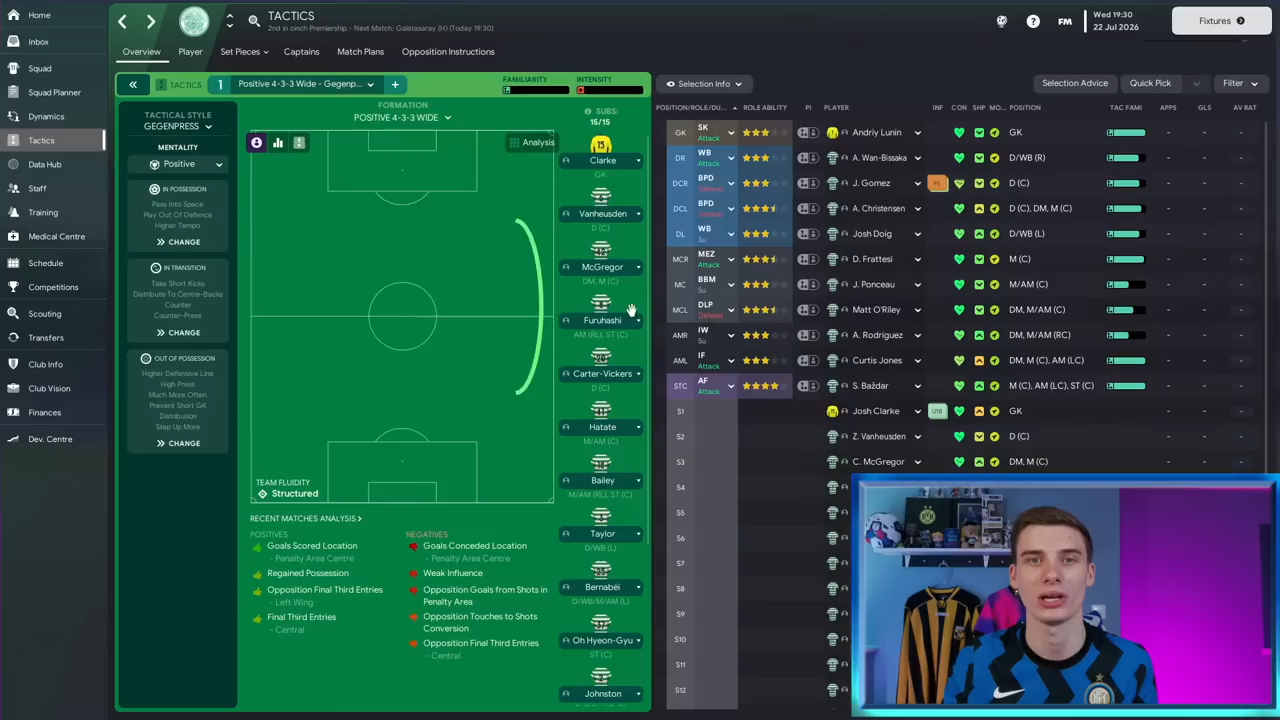 Home
Inbox
Squad
Squad Planner
Dynamics
Tactics
Data Hub
Staff
Training
Medical Centre
Schedule
Competitions
Scouting
Transfers
Club Info
Club Vision
Finances
Dev. Centre
TACTICS
2nd in cinch Premiership - Next Match: Galatasaray (H) (Today 19:30)
FM
Wed 19:30
22 Jul 2026
Fixtures
Overview
Player
Set Pieces
Captains
Match Plans
Opposition Instructions
TACTICS
1
Positive 4-3-3 Wide - Gegenp...
FAMILIARITY
INTENSITY
TACTICAL STYLE
GEGENPRESS
MENTALITY
Positive
IN POSSESSION
Pass Into Space
Play Out Of Defence
Higher Tempo
CHANGE
IN TRANSITION
Take Short Kicks
Distribute To Centre-Backs
Counter
Counter-Press
CHANGE
OUT OF POSSESSION
Higher Defensive Line
High Press
Much More Often
Prevent Short GK
Distribution
Step Up More
CHANGE
FORMATION
POSITIVE 4-3-3 WIDE
Analysis
TEAM FLUIDITY
Structured
RECENT MATCHES ANALYSIS
POSITIVES
Goals Scored Location
- Penalty Area Centre
Regained Possession
Opposition Final Third Entries
- Left Wing
Final Third Entries
- Central
NEGATIVES
Goals Conceded Location
- Penalty Area Centre
Weak Influence
Opposition Goals from Shots in
Penalty Area
Opposition Touches to Shots
Conversion
Opposition Final Third Entries
- Central
SUBS:
15/15
Clarke
GK
Vanheusden
D (C)
McGregor
DM, M (C)
Furuhashi
AM (RL), ST (C)
Carter-Vickers
D (C)
Hatate
M/AM (C)
Bailey
M/AM (RL), ST (C)
Taylor
D/WB (L)
Bernabéi
D/WB/M/AM (L)
Oh Hyeon-Gyu
ST (C)
Johnston
Selection Info
Selection Advice
Quick Pick
Filter
POSITION/ROLE/DU... ROLE ABILITY PI PLAYER INF CON SHP MO... POSITION TAC FAMI APPS GLS AV RAT
GK SK Attack Andriy Lunin GK - - -
DR WB Attack A. Wan-Bissaka D/WB (R) - - -
DCR BPD Defend J. Gomez D (C) - - -
DCL BPD Defend A. Christensen D (C), DM, M (C) - - -
DL WB Su Josh Doig D/WB (L) - - -
MCR MEZ Attack D. Frattesi M (C) - - -
MC BBM Su J. Ponceau M/AM (C) - - -
MCL DLP Defend Matt O'Riley DM, M/AM (C) - - -
AMR IW Su A. Rodríguez DM, M/AM (RC) - - -
AML IF Attack Curtis Jones DM, M (C), AM (LC) - - -
STC AF Attack S. Baždar M (C), AM (LC), ST (C) - - -
S1 Josh Clarke U18 GK - - -
S2 Z. Vanheusden D (C) - - -
S3 C. McGregor DM, M (C) - - -
S4
S5
S6
S7
S8
S9
S10
S11
S12